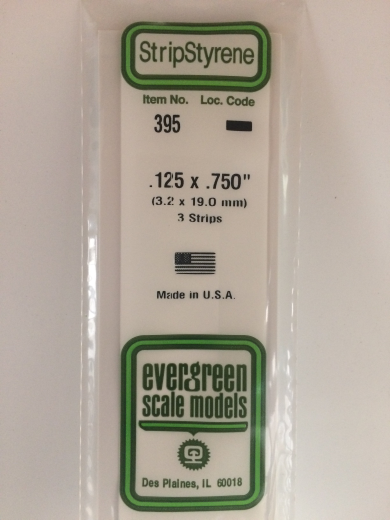 StripStyrene
Item No. Loc. Code
395
.125 x .750"
(3.2 x 19.0 mm)
3 Strips
Made in U.S.A.
evergreen
scale models
Des Plaines, IL 60018